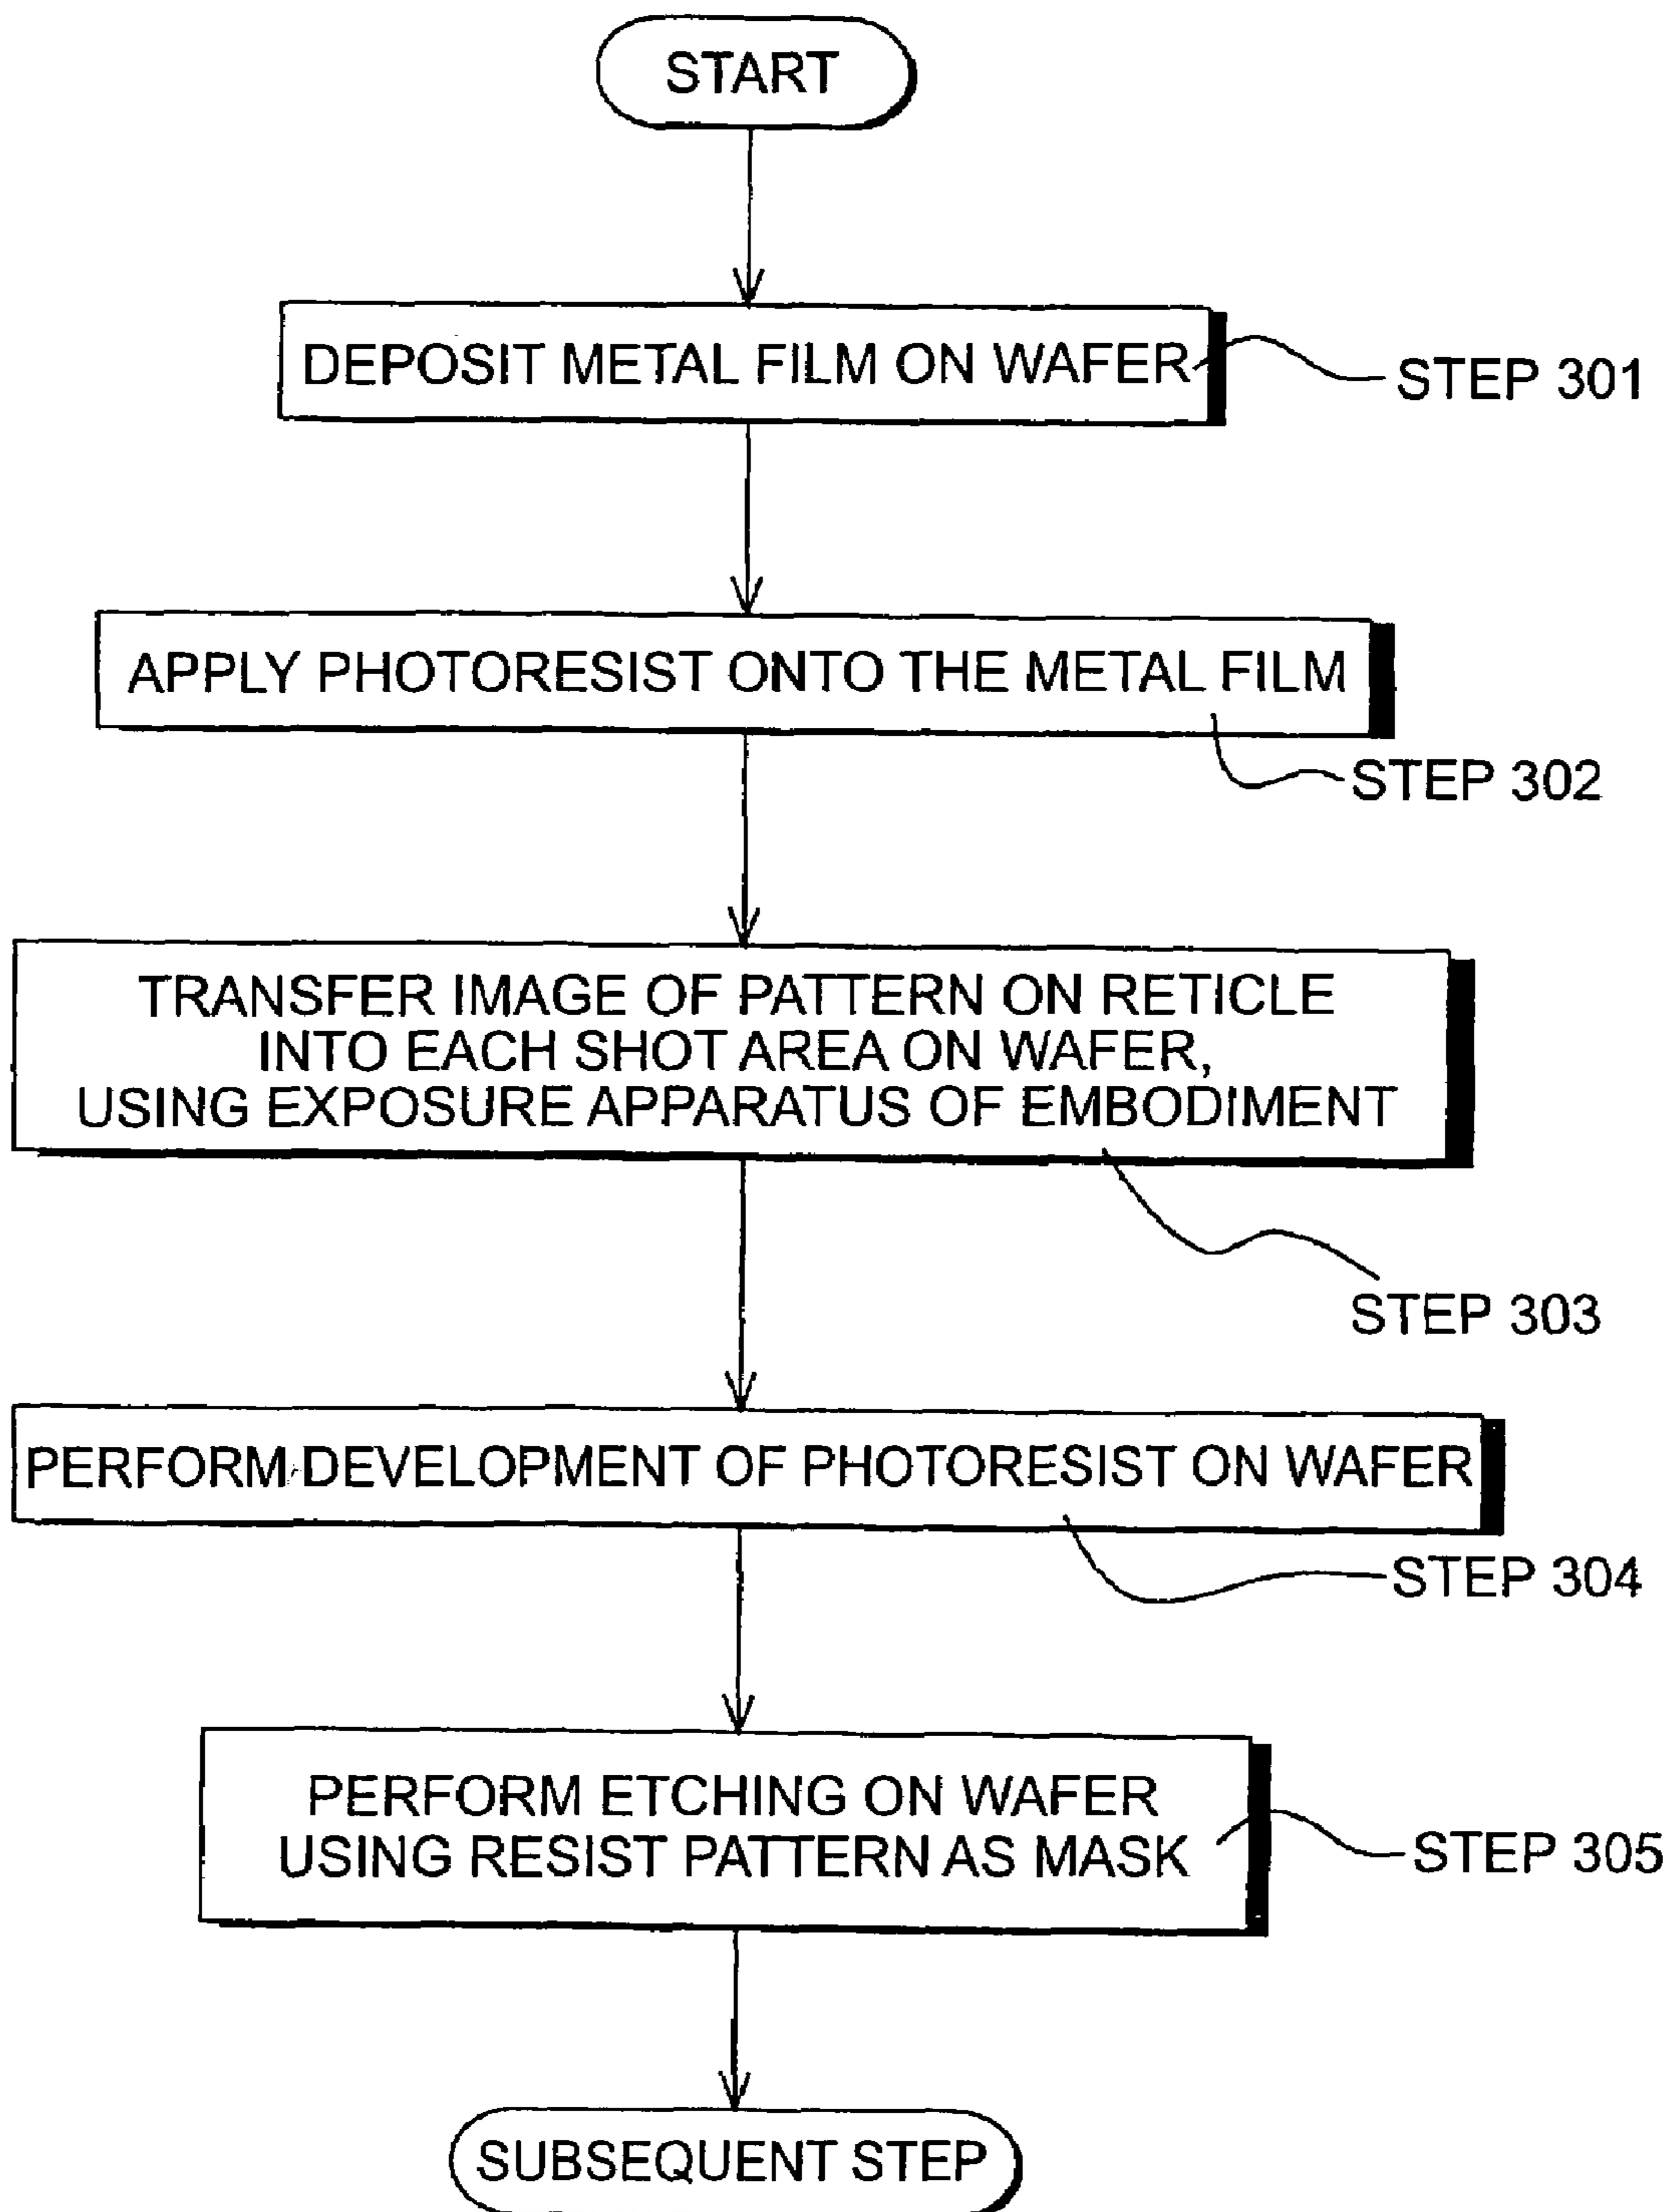 START
DEPOSIT METAL FILM ON WAFER
STEP 301
APPLY PHOTORESIST ONTO THE METAL FILM
STEP 302
TRANSFER IMAGE OF PATTERN ON RETICLE
INTO EACH SHOT AREA ON WAFER,
USING EXPOSURE APPARATUS OF EMBODIMENT
STEP 303
PERFORM DEVELOPMENT OF PHOTORESIST ON WAFER
STEP 304
PERFORM ETCHING ON WAFER
USING RESIST PATTERN AS MASK
STEP 305
SUBSEQUENT STEP